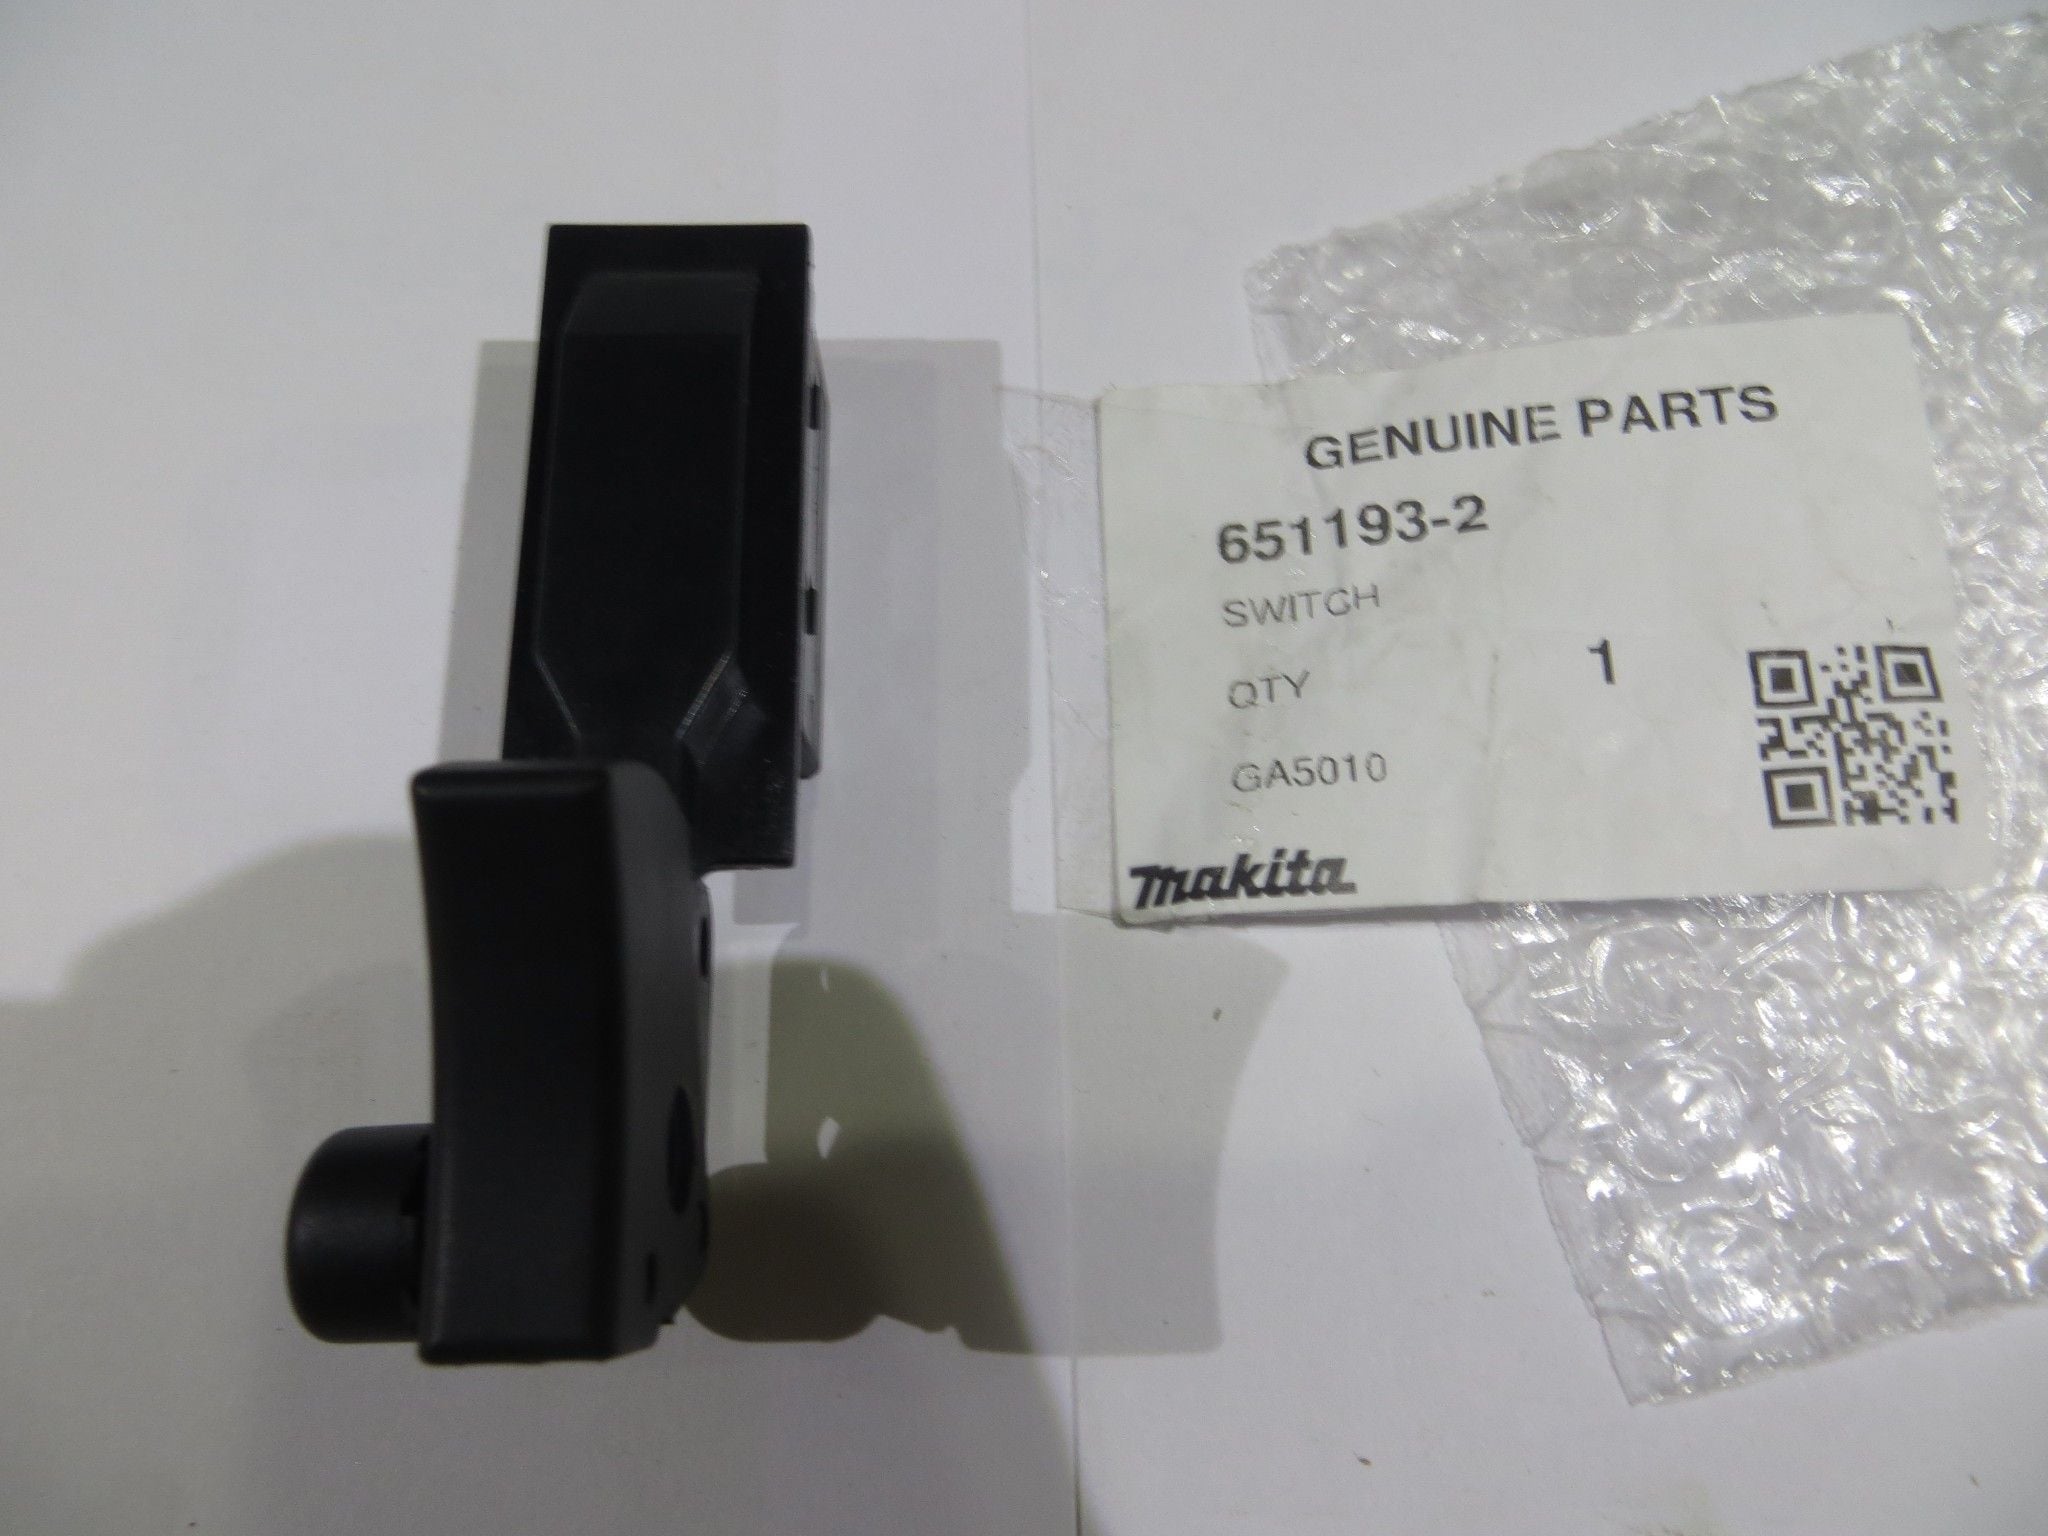 GENUINE PARTS
651193-2
SWITCH
QTY 1
GA5010
makita